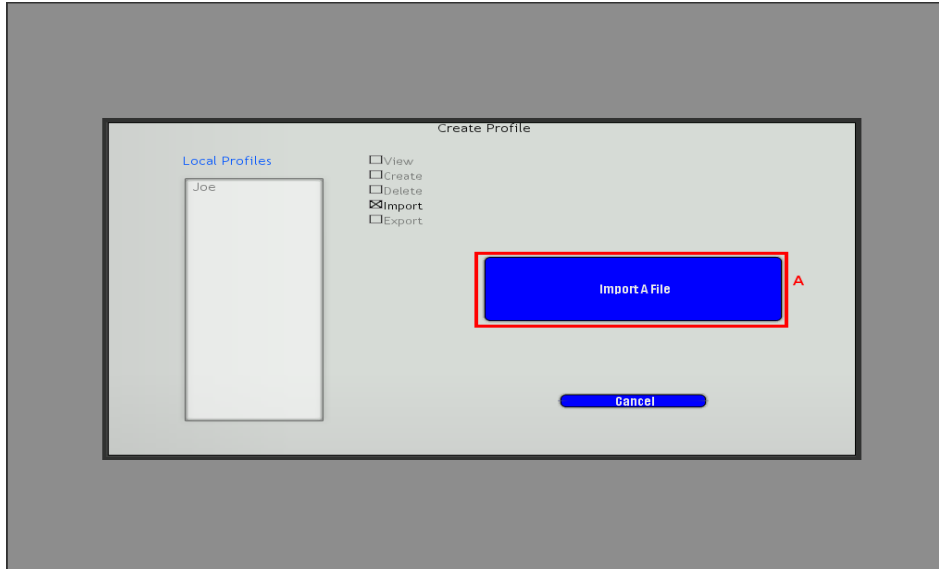 Create Profile
Local Profiles
Joe
View
Create
Delete
Import
Export
Import A File
A
Cancel